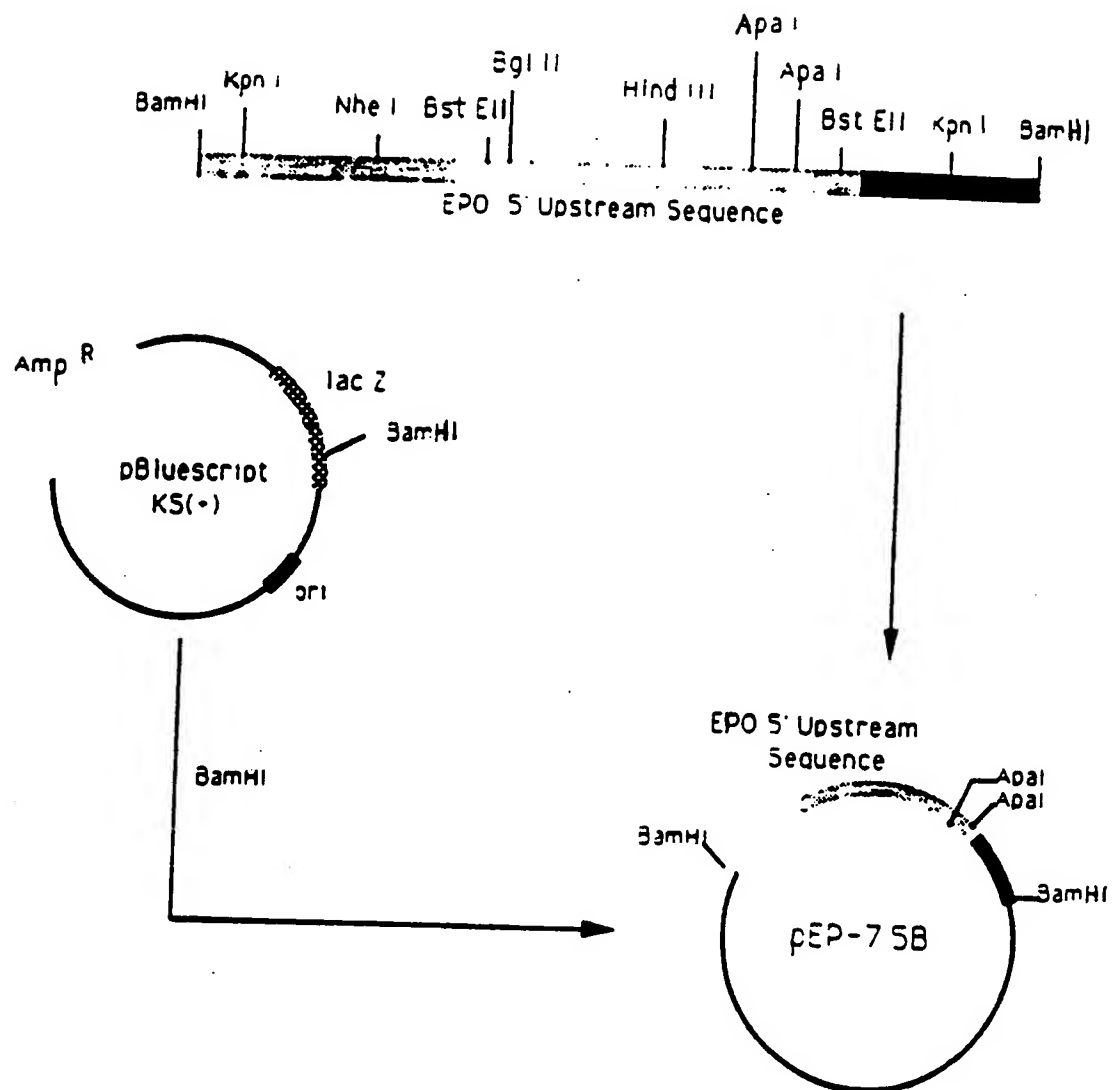 BamHI
Kpn I
Nhe I
Bst EII
Bgl II
Hind III
Apa I
Apa I
Bst EII
Kpn I
BamHI
EPO 5' Upstream Sequence
Amp R
lac Z
BamHI
pBluescript
KS(+)
ori
BamHI
EPO 5' Upstream
Sequence
ApaI
ApaI
BamHI
BamHI
pEP-7 5B